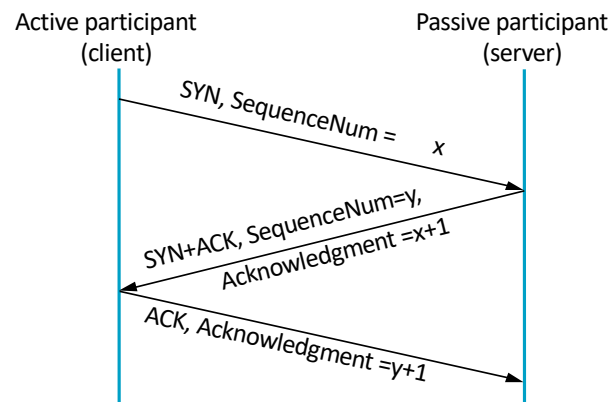 Active participant
(client)
Passive participant
(server)
SYN, SequenceNum = x
SYN+ACK, SequenceNum=y,
Acknowledgment =x+1
ACK, Acknowledgment =y+1